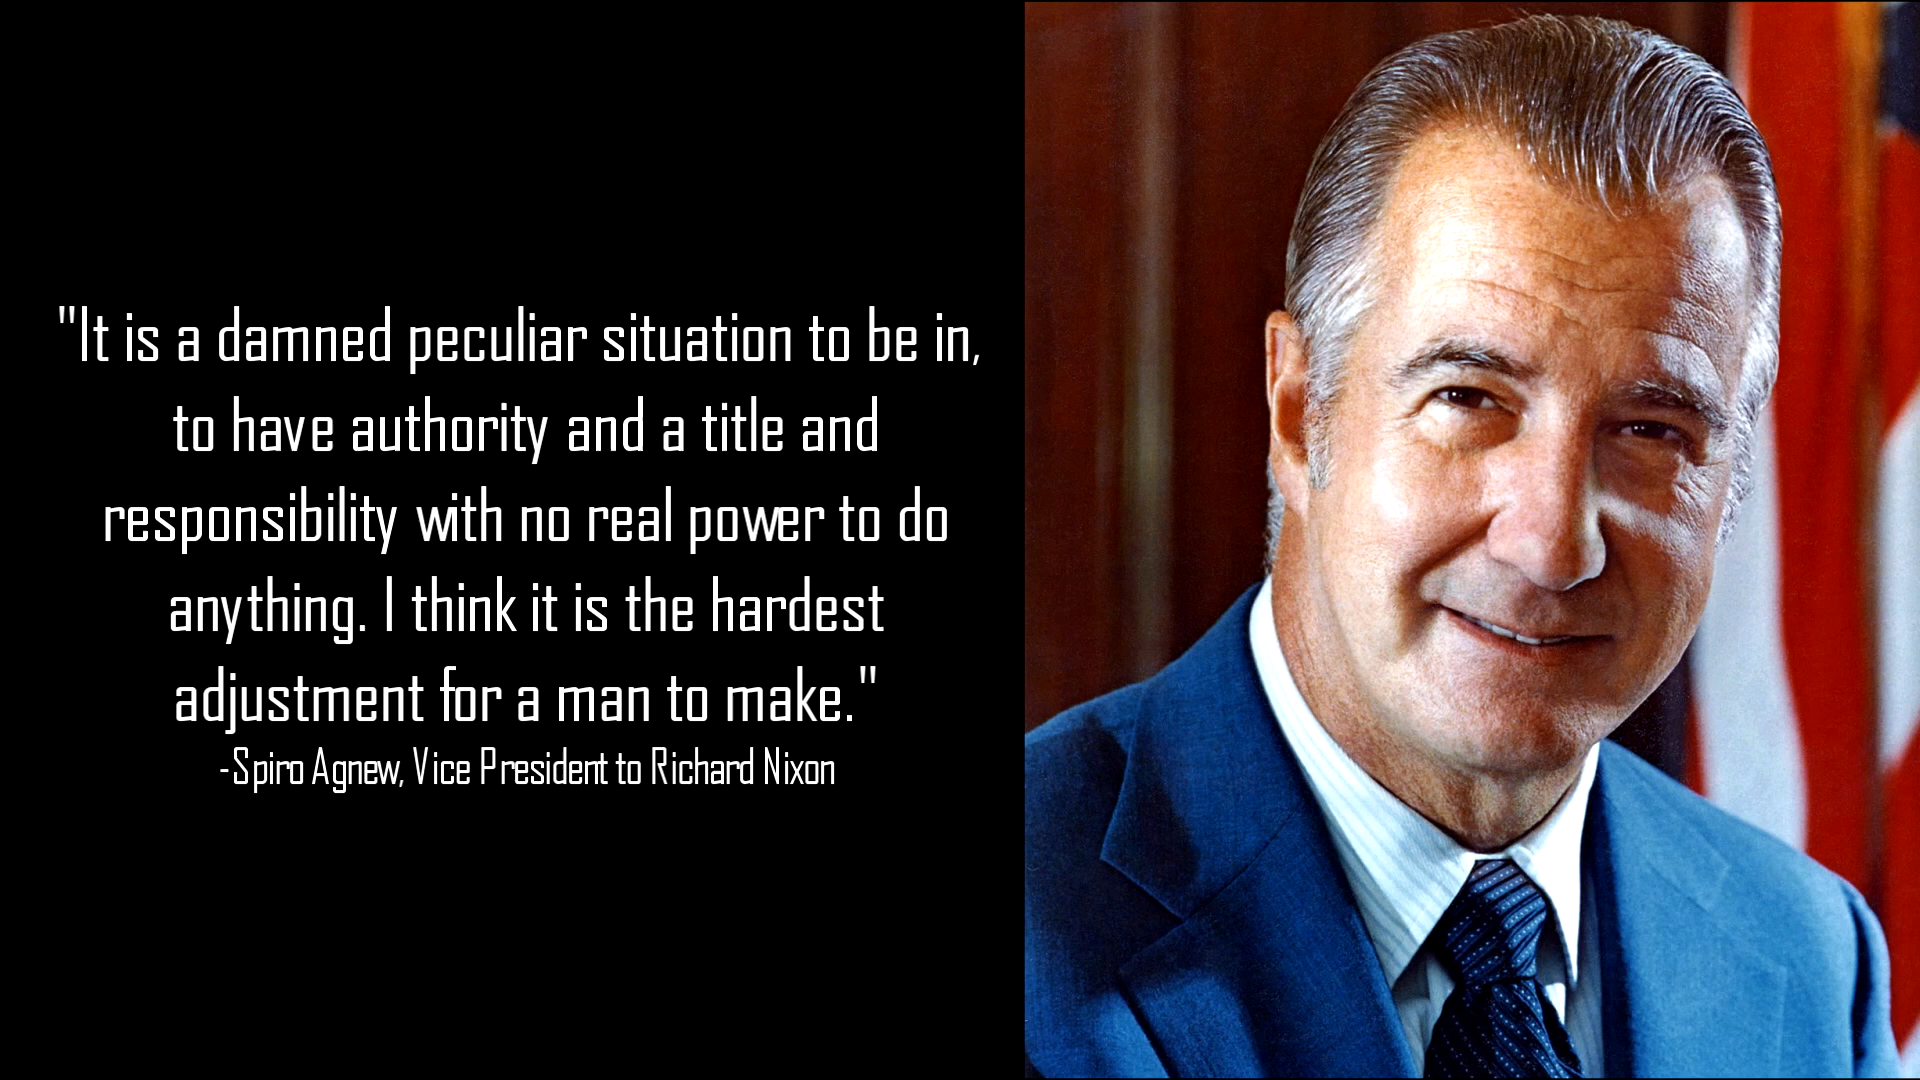 "It is a damned peculiar situation to be in,
to have authority and a title and
responsibility with no real power to do
anything. I think it is the hardest
adjustment for a man to make."
-Spiro Agnew, Vice President to Richard Nixon